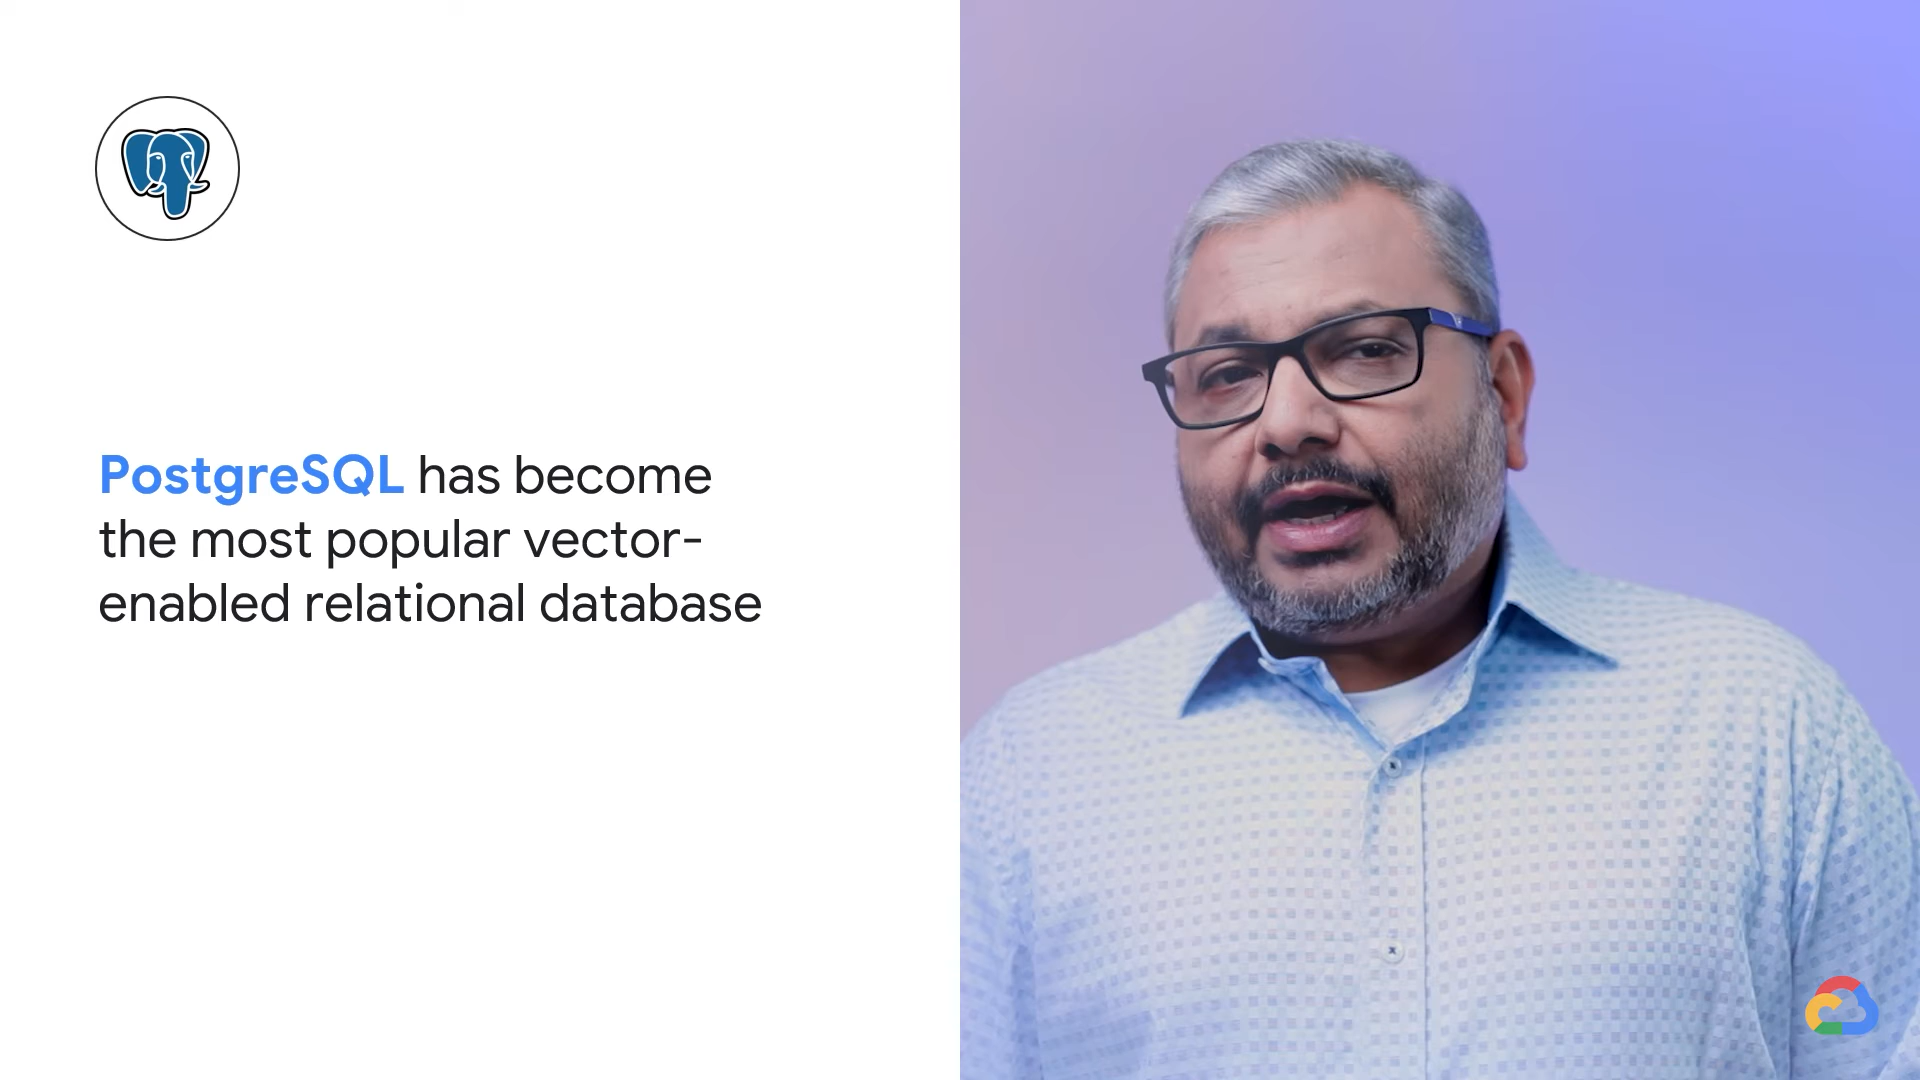 PostgreSQL has become
the most popular vector-
enabled relational database